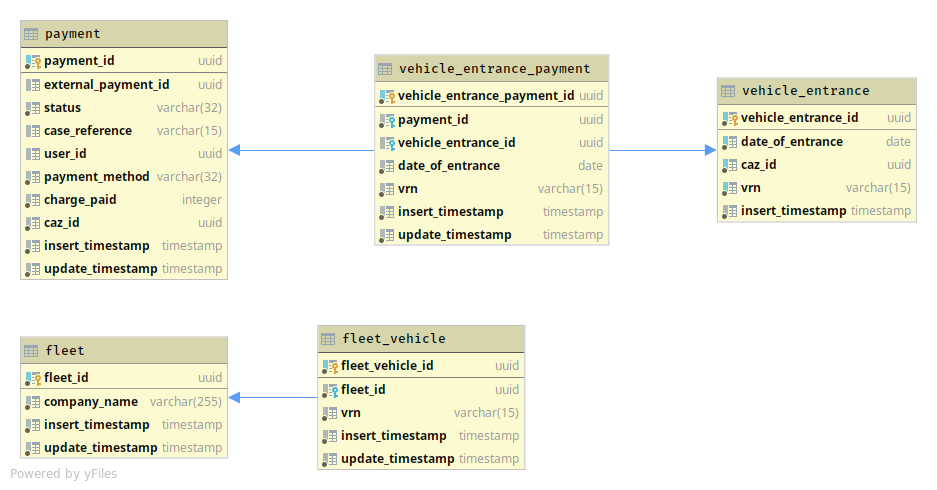 payment
payment_id uuid
external_payment_id uuid
status varchar(32)
case_reference varchar(15)
user_id uuid
payment_method varchar(32)
charge_paid integer
caz_id uuid
insert_timestamp timestamp
update_timestamp timestamp
vehicle_entrance_payment
vehicle_entrance_payment_id uuid
payment_id uuid
vehicle_entrance_id uuid
date_of_entrance date
vrn varchar(15)
insert_timestamp timestamp
update_timestamp timestamp
vehicle_entrance
vehicle_entrance_id uuid
date_of_entrance date
caz_id uuid
vrn varchar(15)
insert_timestamp timestamp
fleet
fleet_id uuid
company_name varchar(255)
insert_timestamp timestamp
update_timestamp timestamp
fleet_vehicle
fleet_vehicle_id uuid
fleet_id uuid
vrn varchar(15)
insert_timestamp timestamp
update_timestamp timestamp
Powered by yFiles